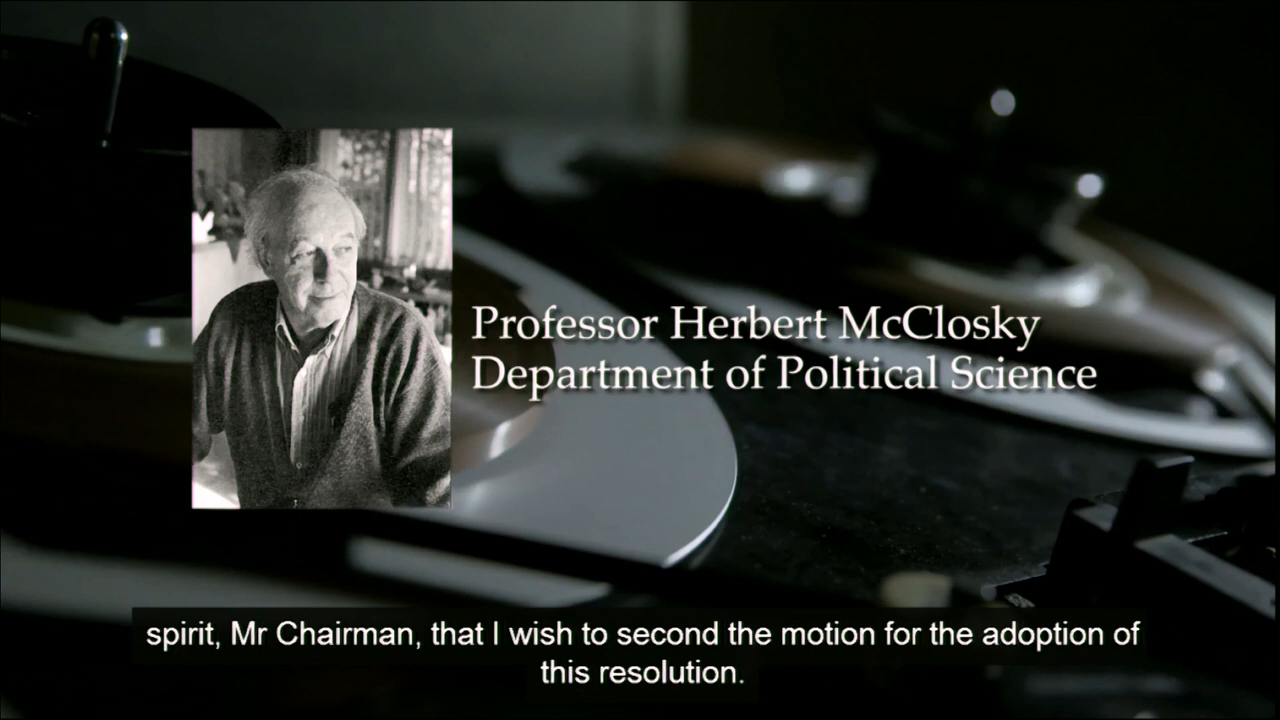 Professor Herbert McClosky
Department of Political Science
spirit, Mr Chairman, that I wish to second the motion for the adoption of
this resolution.